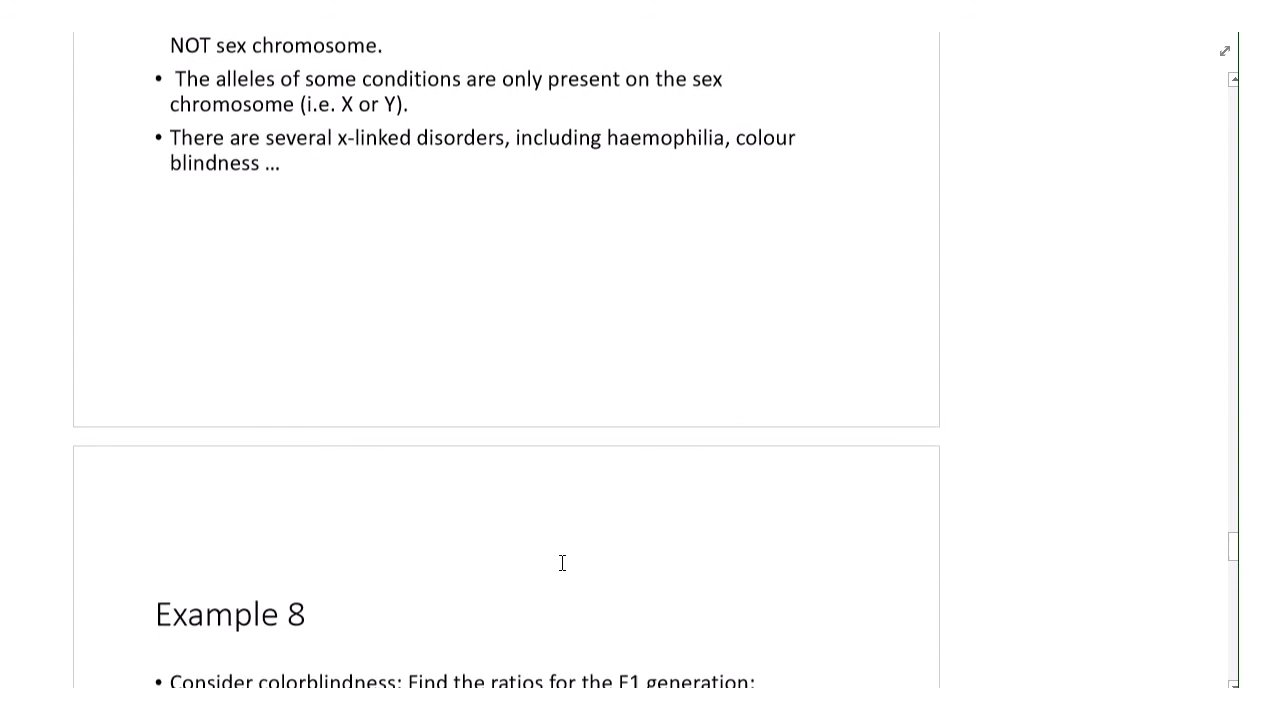 NOT sex chromosome.
• The alleles of some conditions are only present on the sex
chromosome (i.e. X or Y).
• There are several x-linked disorders, including haemophilia, colour
blindness ...
Example 8
• Consider colorblindness: Find the ratios for the F1 generation: